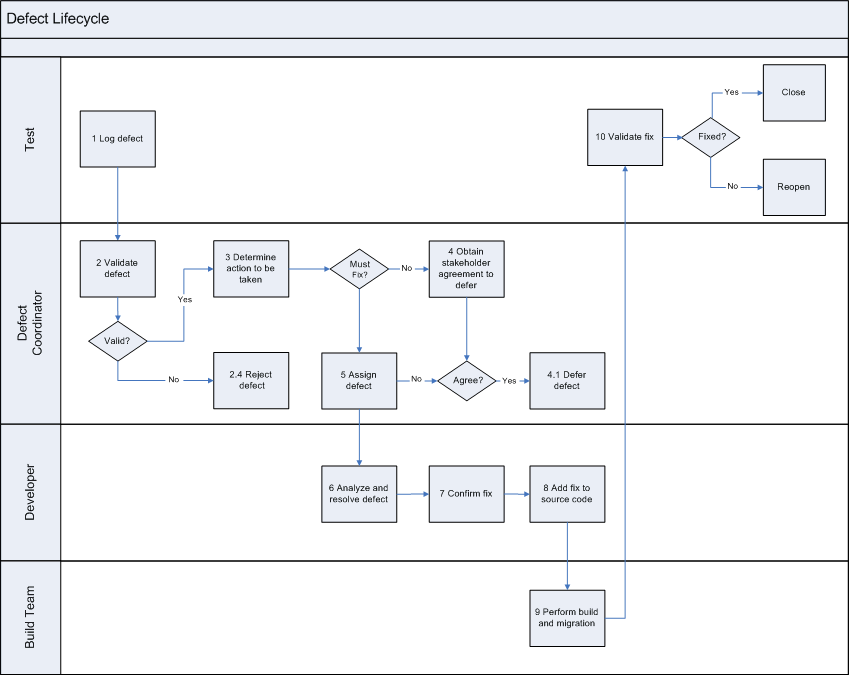 Defect Lifecycle
Test
1 Log defect
10 Validate fix
Fixed?
Yes
Close
No
Reopen
Defect
Coordinator
2 Validate
defect
Valid?
Yes
No
3 Determine
action to be
taken
2.4 Reject
defect
Must
Fix?
No
4 Obtain
stakeholder
agreement to
defer
5 Assign
defect
No
Agree?
Yes
4.1 Defer
defect
Developer
6 Analyze and
resolve defect
7 Confirm fix
8 Add fix to
source code
Build Team
9 Perform build
and migration